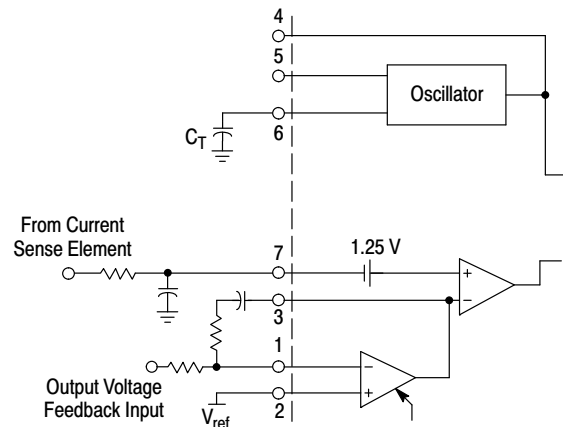 4
5
Oscillator
6
C_T
From Current
Sense Element
7
1.25 V
+
−
3
1
−
Output Voltage
Feedback Input
+
V_ref
2